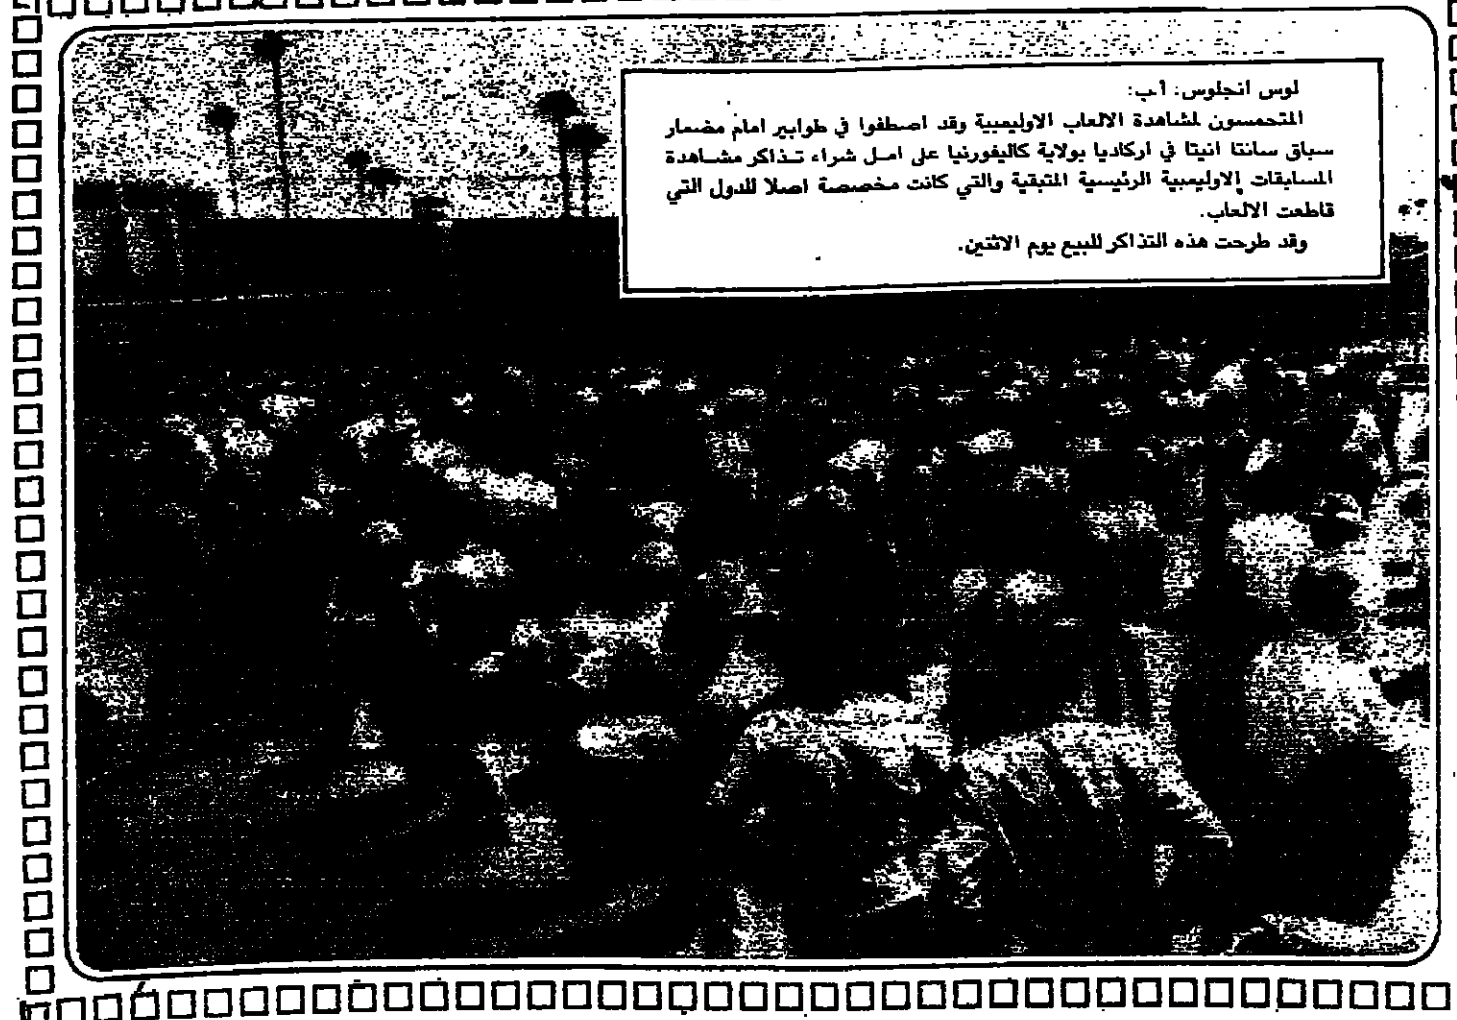 لوس انجلوس: أب:
المتحمسون لمشاهدة الالعاب الاوليمبية وقد اصطفوا في طوابير امام مضمار
سباق سانتا انيتا في اركاديا بولاية كاليفورنيا على امل شراء تذاكر مشاهدة
المسابقات الاوليمبية الرئيسية المتبقية والتي كانت مخصصة اصلا للدول التي
قاطعت الالعاب.
وقد طرحت هذه التذاكر للبيع يوم الاثنين.